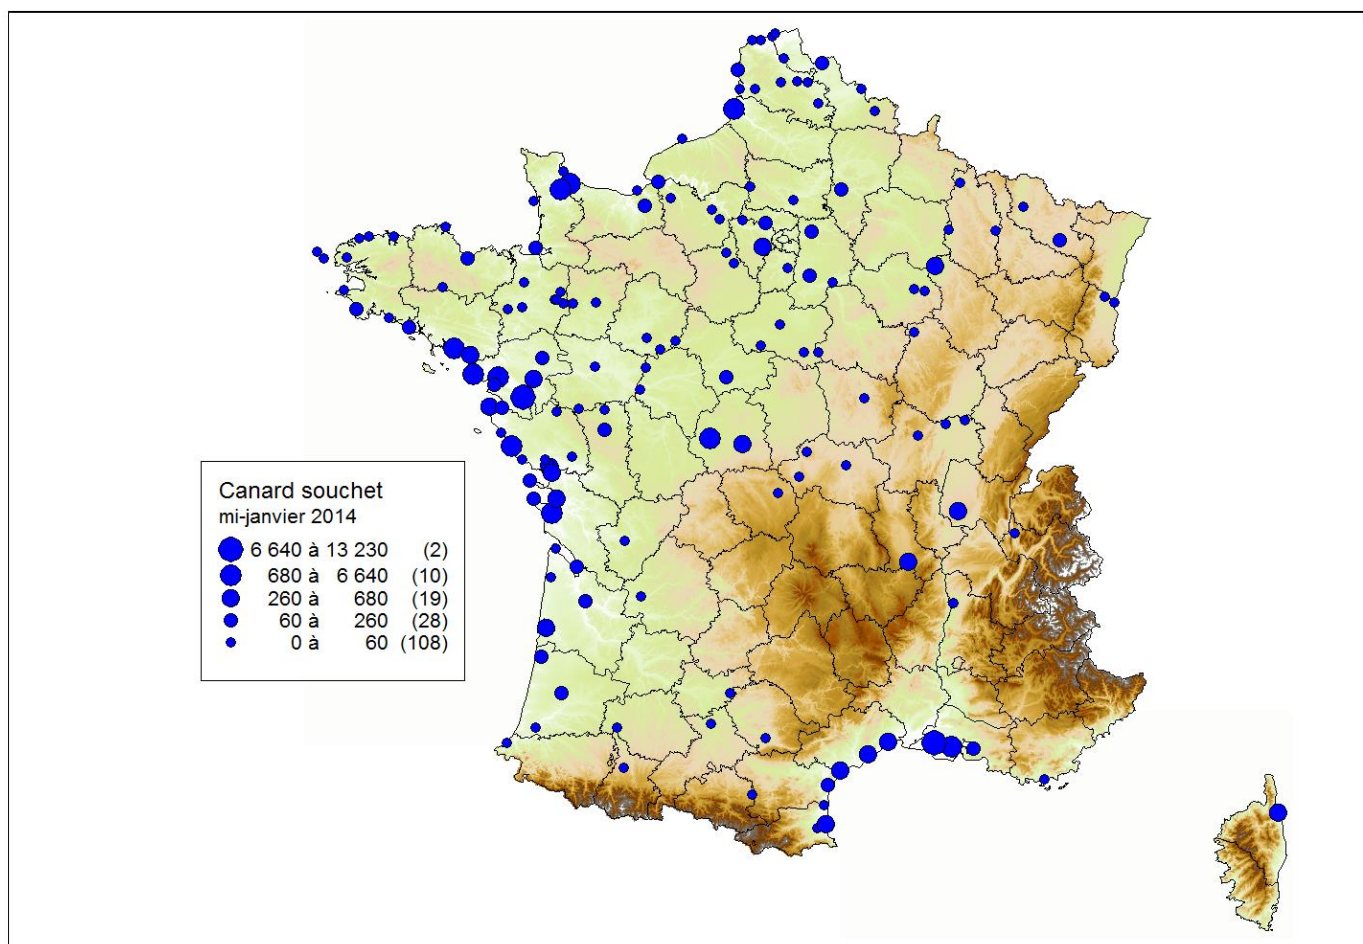 Canard souchet
mi-janvier 2014
6 640 à 13 230 (2)
680 à 6 640 (10)
260 à 680 (19)
60 à 260 (28)
0 à 60 (108)